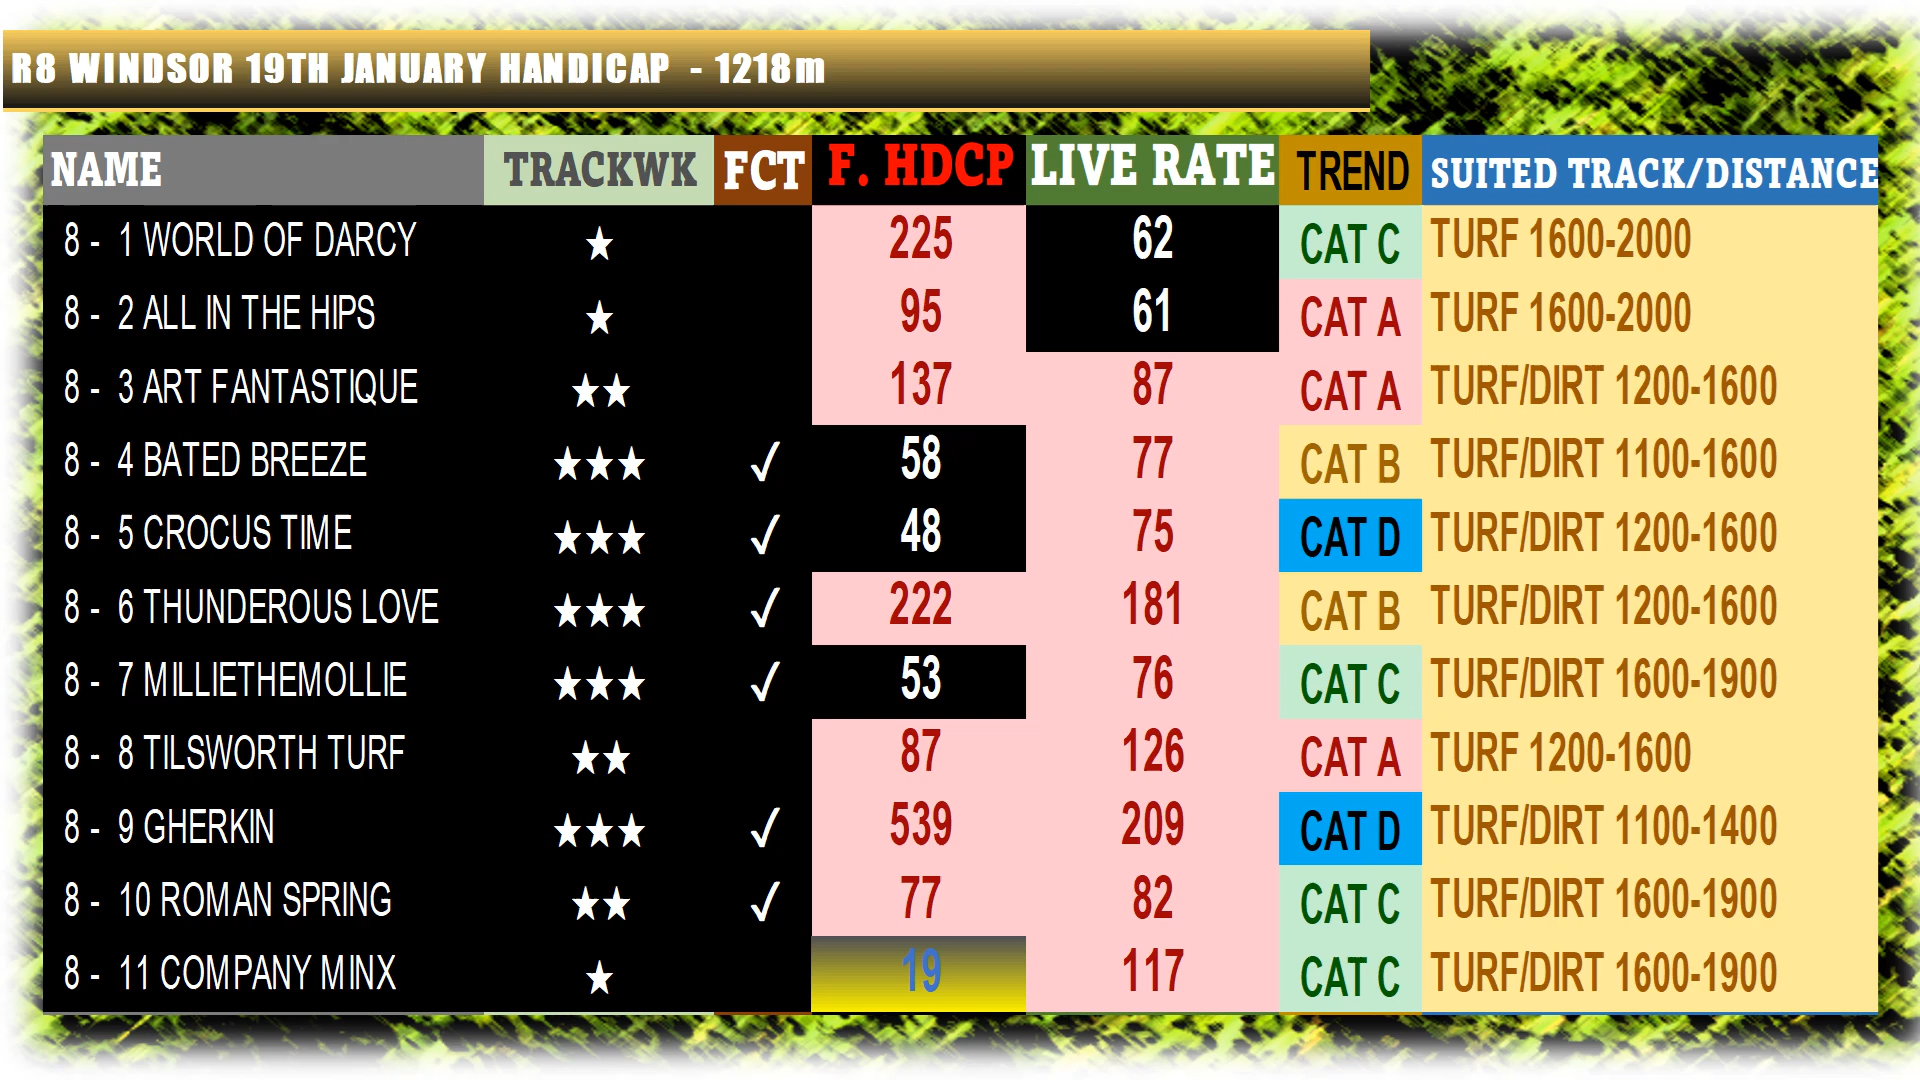 R8 WINDSOR 19TH JANUARY HANDICAP - 1218m
NAME TRACKWK FCT F. HDCP LIVE RATE TREND SUITED TRACK/DISTANCE
8 - 1 WORLD OF DARCY ★ 225 62 CAT C TURF 1600-2000
8 - 2 ALL IN THE HIPS ★ 95 61 CAT A TURF 1600-2000
8 - 3 ART FANTASTIQUE ★★ 137 87 CAT A TURF/DIRT 1200-1600
8 - 4 BATED BREEZE ★★★ ✓ 58 77 CAT B TURF/DIRT 1100-1600
8 - 5 CROCUS TIME ★★★ ✓ 48 75 CAT D TURF/DIRT 1200-1600
8 - 6 THUNDEROUS LOVE ★★★ ✓ 222 181 CAT B TURF/DIRT 1200-1600
8 - 7 MILLIETHEMOLLIE ★★★ ✓ 53 76 CAT C TURF/DIRT 1600-1900
8 - 8 TILSWORTH TURF ★★ 87 126 CAT A TURF 1200-1600
8 - 9 GHERKIN ★★★ ✓ 539 209 CAT D TURF/DIRT 1100-1400
8 - 10 ROMAN SPRING ★★ ✓ 77 82 CAT C TURF/DIRT 1600-1900
8 - 11 COMPANY MINX ★ 19 117 CAT C TURF/DIRT 1600-1900